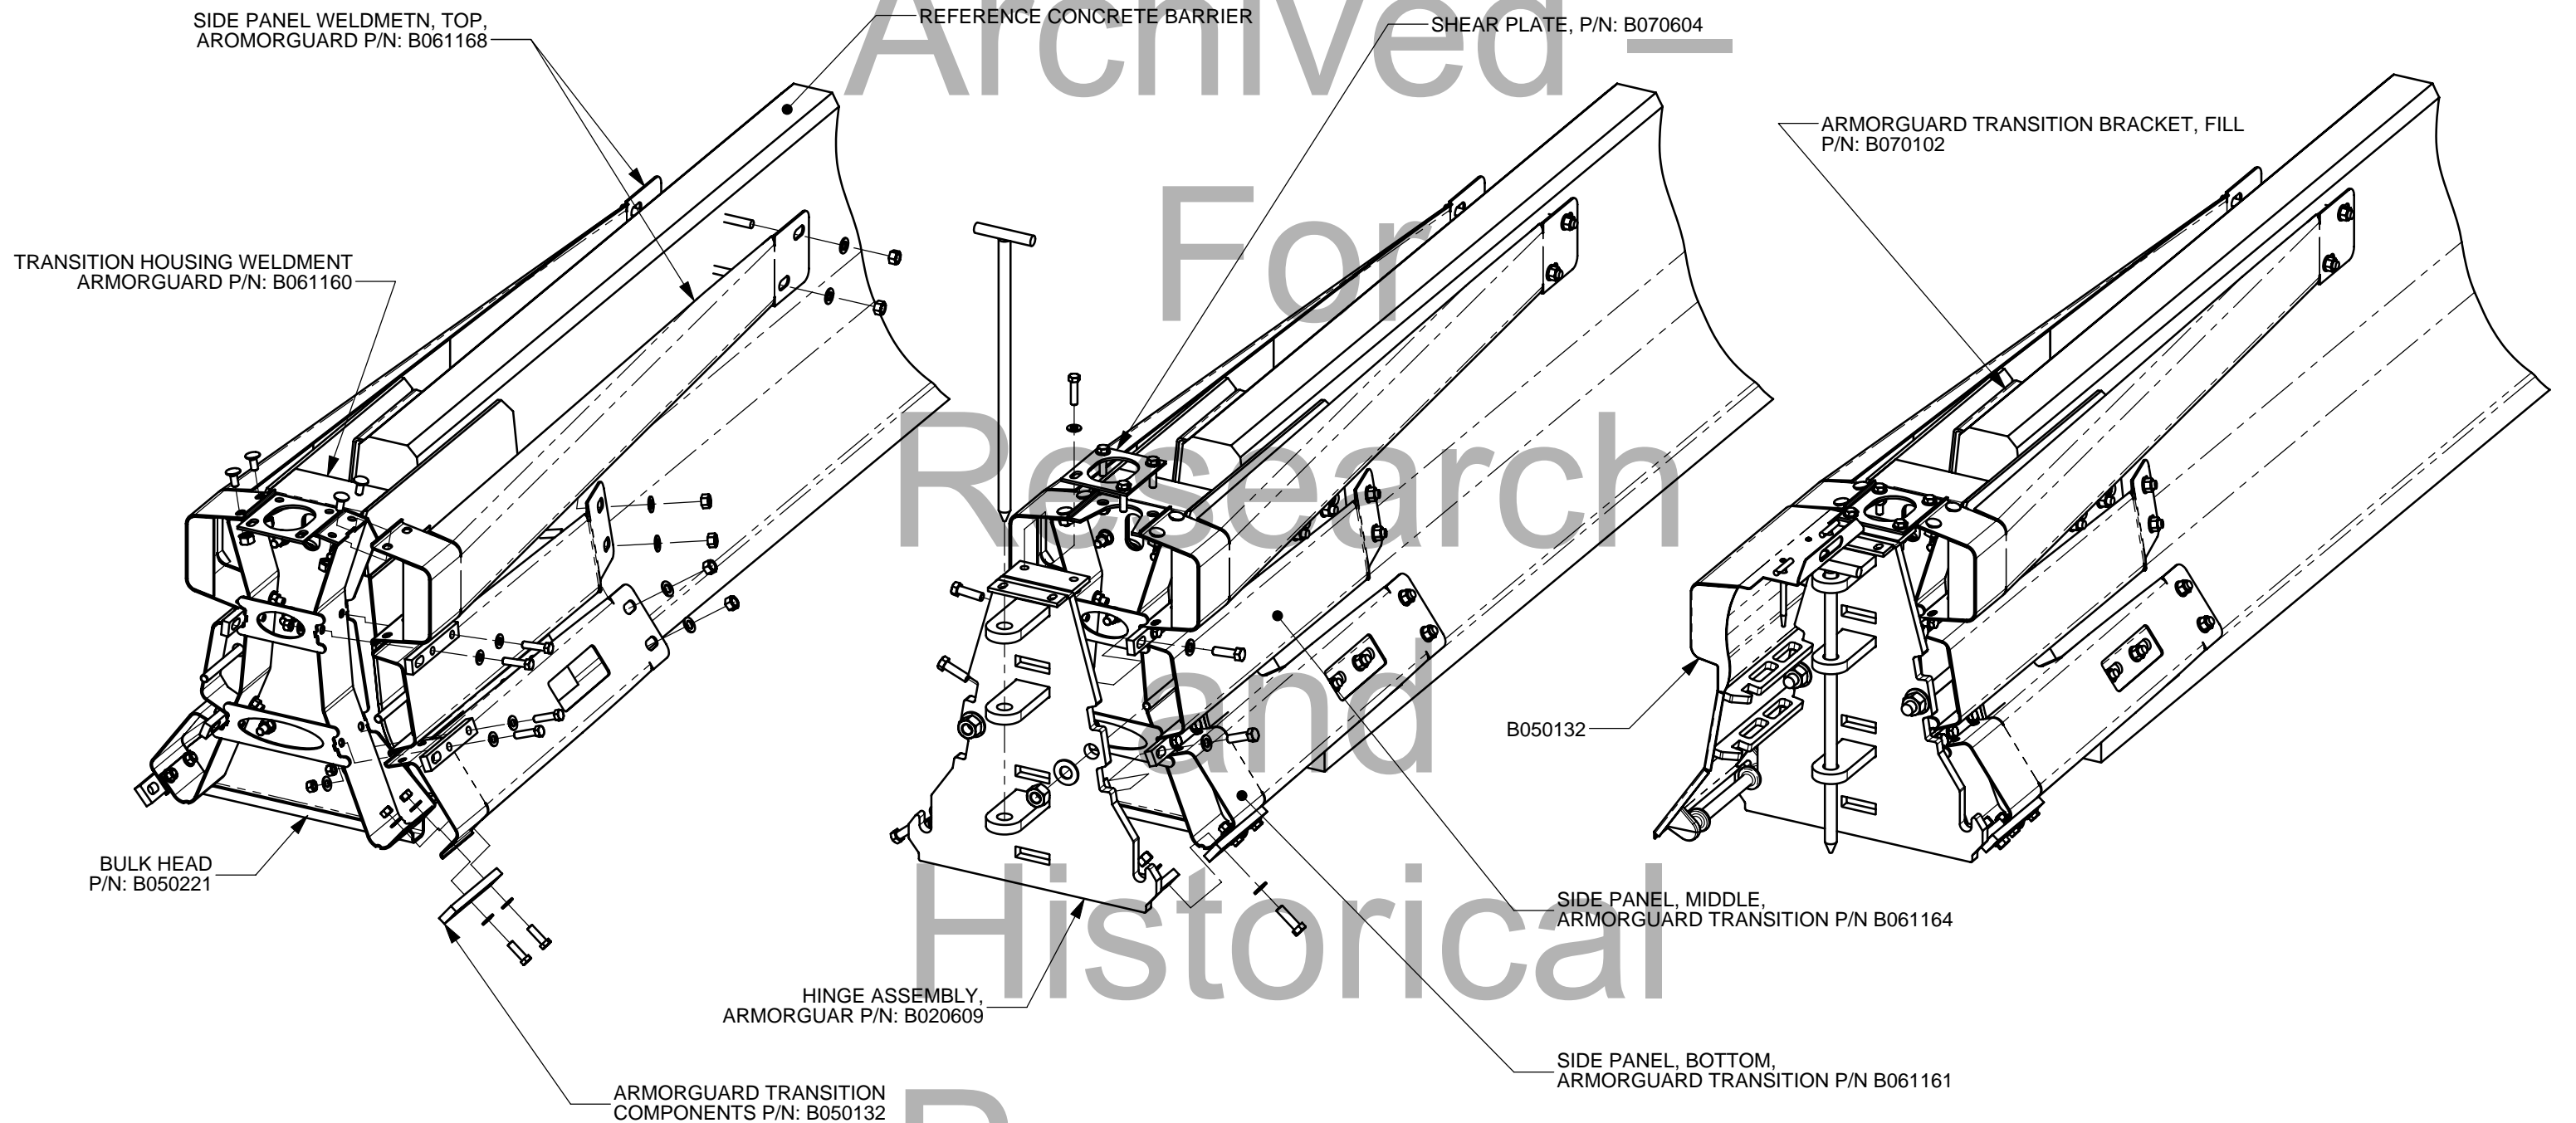 SIDE PANEL WELDMETN, TOP,
AROMORGUARD P/N: B061168
REFERENCE CONCRETE BARRIER
SHEAR PLATE, P/N: B070604
ARMORGUARD TRANSITION BRACKET, FILL
P/N: B070102
TRANSITION HOUSING WELDMENT
ARMORGUARD P/N: B061160
B050132
BULK HEAD
P/N: B050221
SIDE PANEL, MIDDLE,
ARMORGUARD TRANSITION P/N B061164
HINGE ASSEMBLY,
ARMORGUAR P/N: B020609
SIDE PANEL, BOTTOM,
ARMORGUARD TRANSITION P/N B061161
ARMORGUARD TRANSITION
COMPONENTS P/N: B050132
Archived —
For
Research
and
Historical